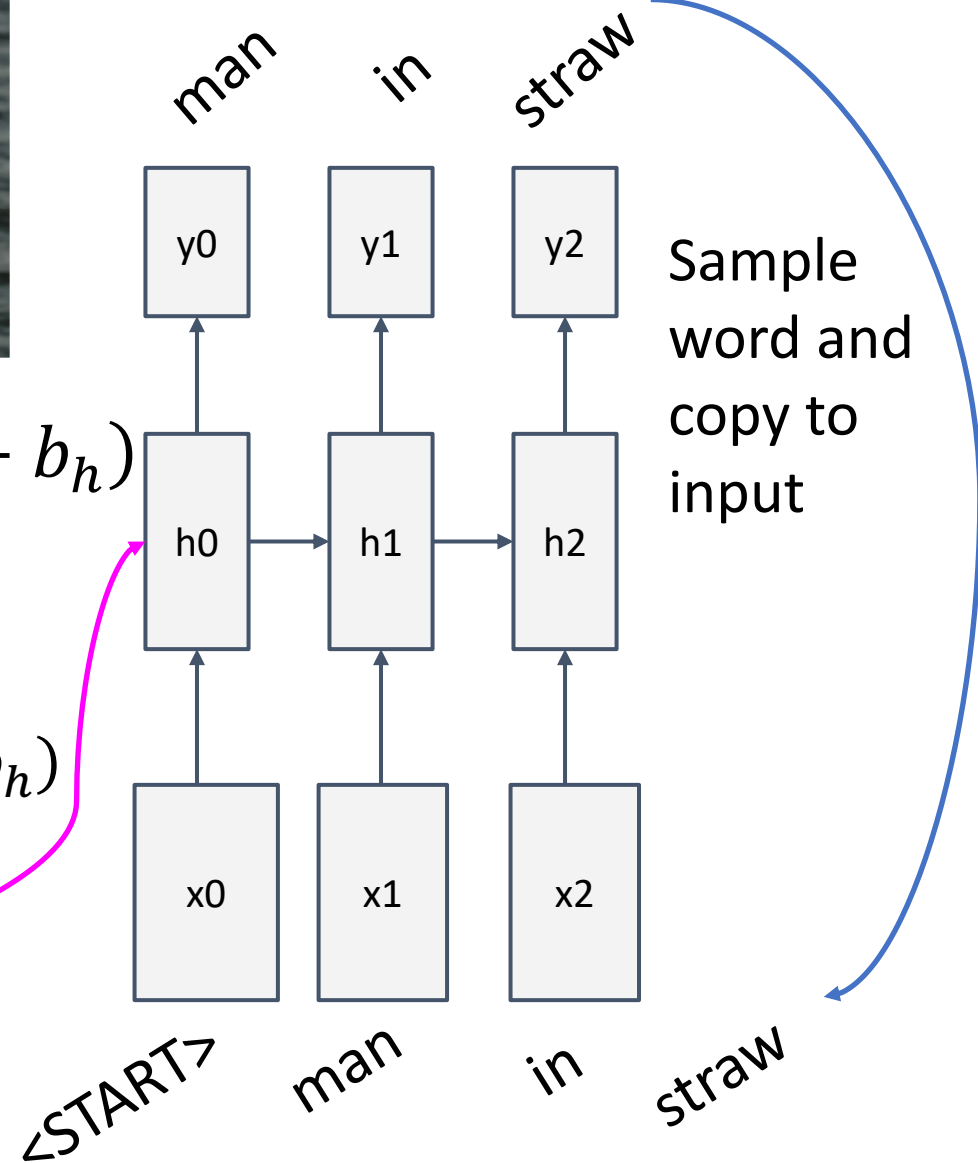 man in straw
y0 y1 y2
Sample
word and
copy to
input
b_h)
h0 h1 h2
h)
x0 x1 x2
<START> man in straw